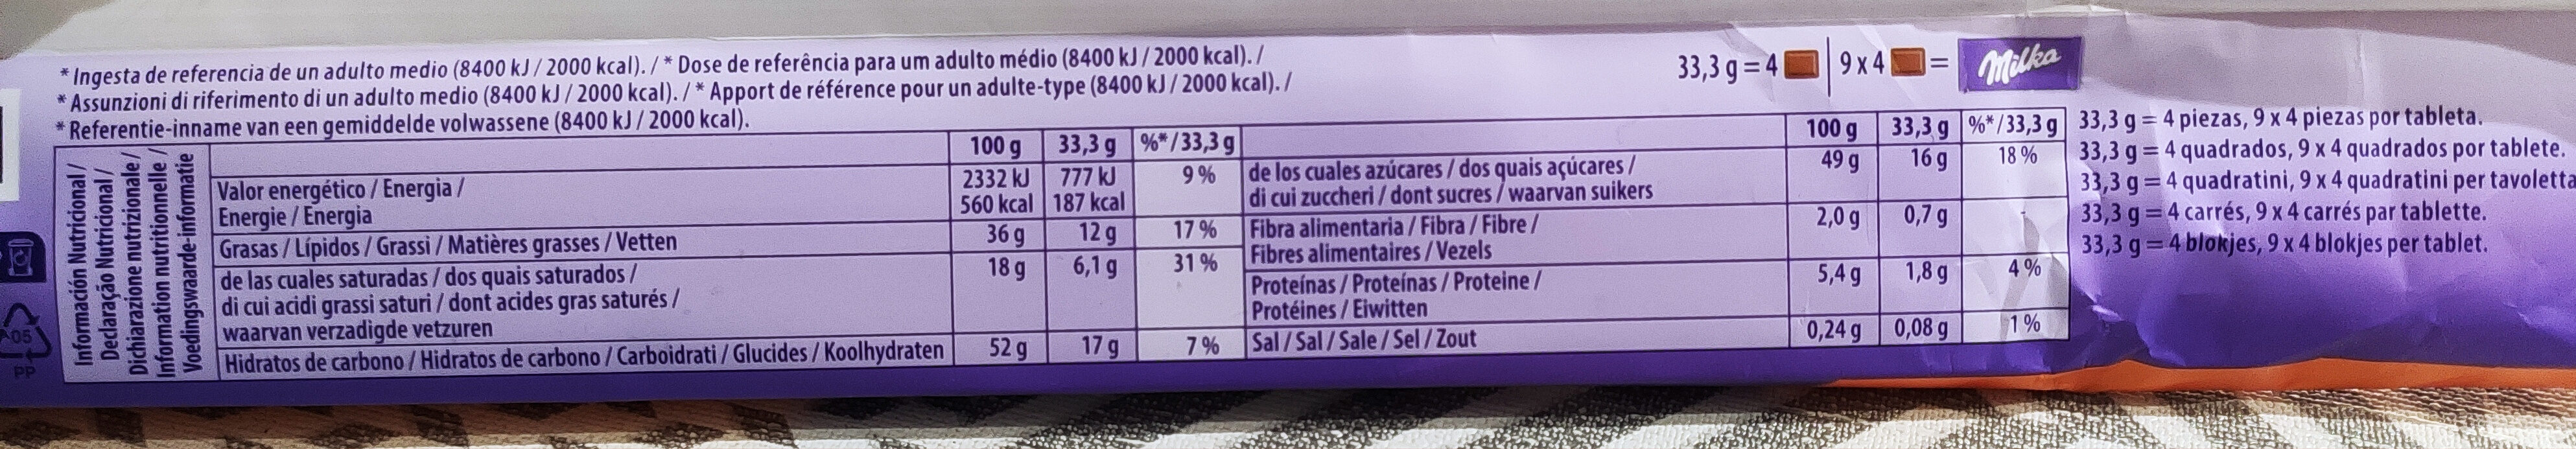 * Ingesta de referencia de un adulto medio (8400 kJ / 2000 kcal). / * Dose de referência para um adulto médio (8400 kJ / 2000 kcal). /
* Assunzioni di riferimento di un adulto medio (8400 kJ / 2000 kcal). / * Apport de référence pour un adulte-type (8400 kJ / 2000 kcal). /
* Referentie-inname van een gemiddelde volwassene (8400 kJ / 2000 kcal).
33,3 g = 4 | 9 x 4 = Milka
Información Nutricional /
Declaração Nutricional /
Dichiarazione nutrizionale /
Information nutritionnelle /
Voedingswaarde-informatie
100 g 33,3 g %*/33,3 g
Valor energético / Energia / 2332 kJ 777 kJ 9 %
Energie / Energia 560 kcal 187 kcal
Grasas / Lípidos / Grassi / Matières grasses / Vetten 36 g 12 g 17 %
de las cuales saturadas / dos quais saturados / 18 g 6,1 g 31 %
di cui acidi grassi saturi / dont acides gras saturés /
waarvan verzadigde vetzuren
Hidratos de carbono / Hidratos de carbono / Carboidrati / Glucides / Koolhydraten 52 g 17 g 7 %
100 g 33,3 g %*/33,3 g
de los cuales azúcares / dos quais açúcares / 49 g 16 g 18 %
di cui zuccheri / dont sucres / waarvan suikers
Fibra alimentaria / Fibra / Fibre / 2,0 g 0,7 g -
Fibres alimentaires / Vezels
Proteínas / Proteínas / Proteine / 5,4 g 1,8 g 4 %
Protéines / Eiwitten
Sal / Sal / Sale / Sel / Zout 0,24 g 0,08 g 1 %
33,3 g = 4 piezas, 9 x 4 piezas por tableta.
33,3 g = 4 quadrados, 9 x 4 quadrados por tablete.
33,3 g = 4 quadratini, 9 x 4 quadratini per tavoletta
33,3 g = 4 carrés, 9 x 4 carrés par tablette.
33,3 g = 4 blokjes, 9 x 4 blokjes per tablet.
05
PP